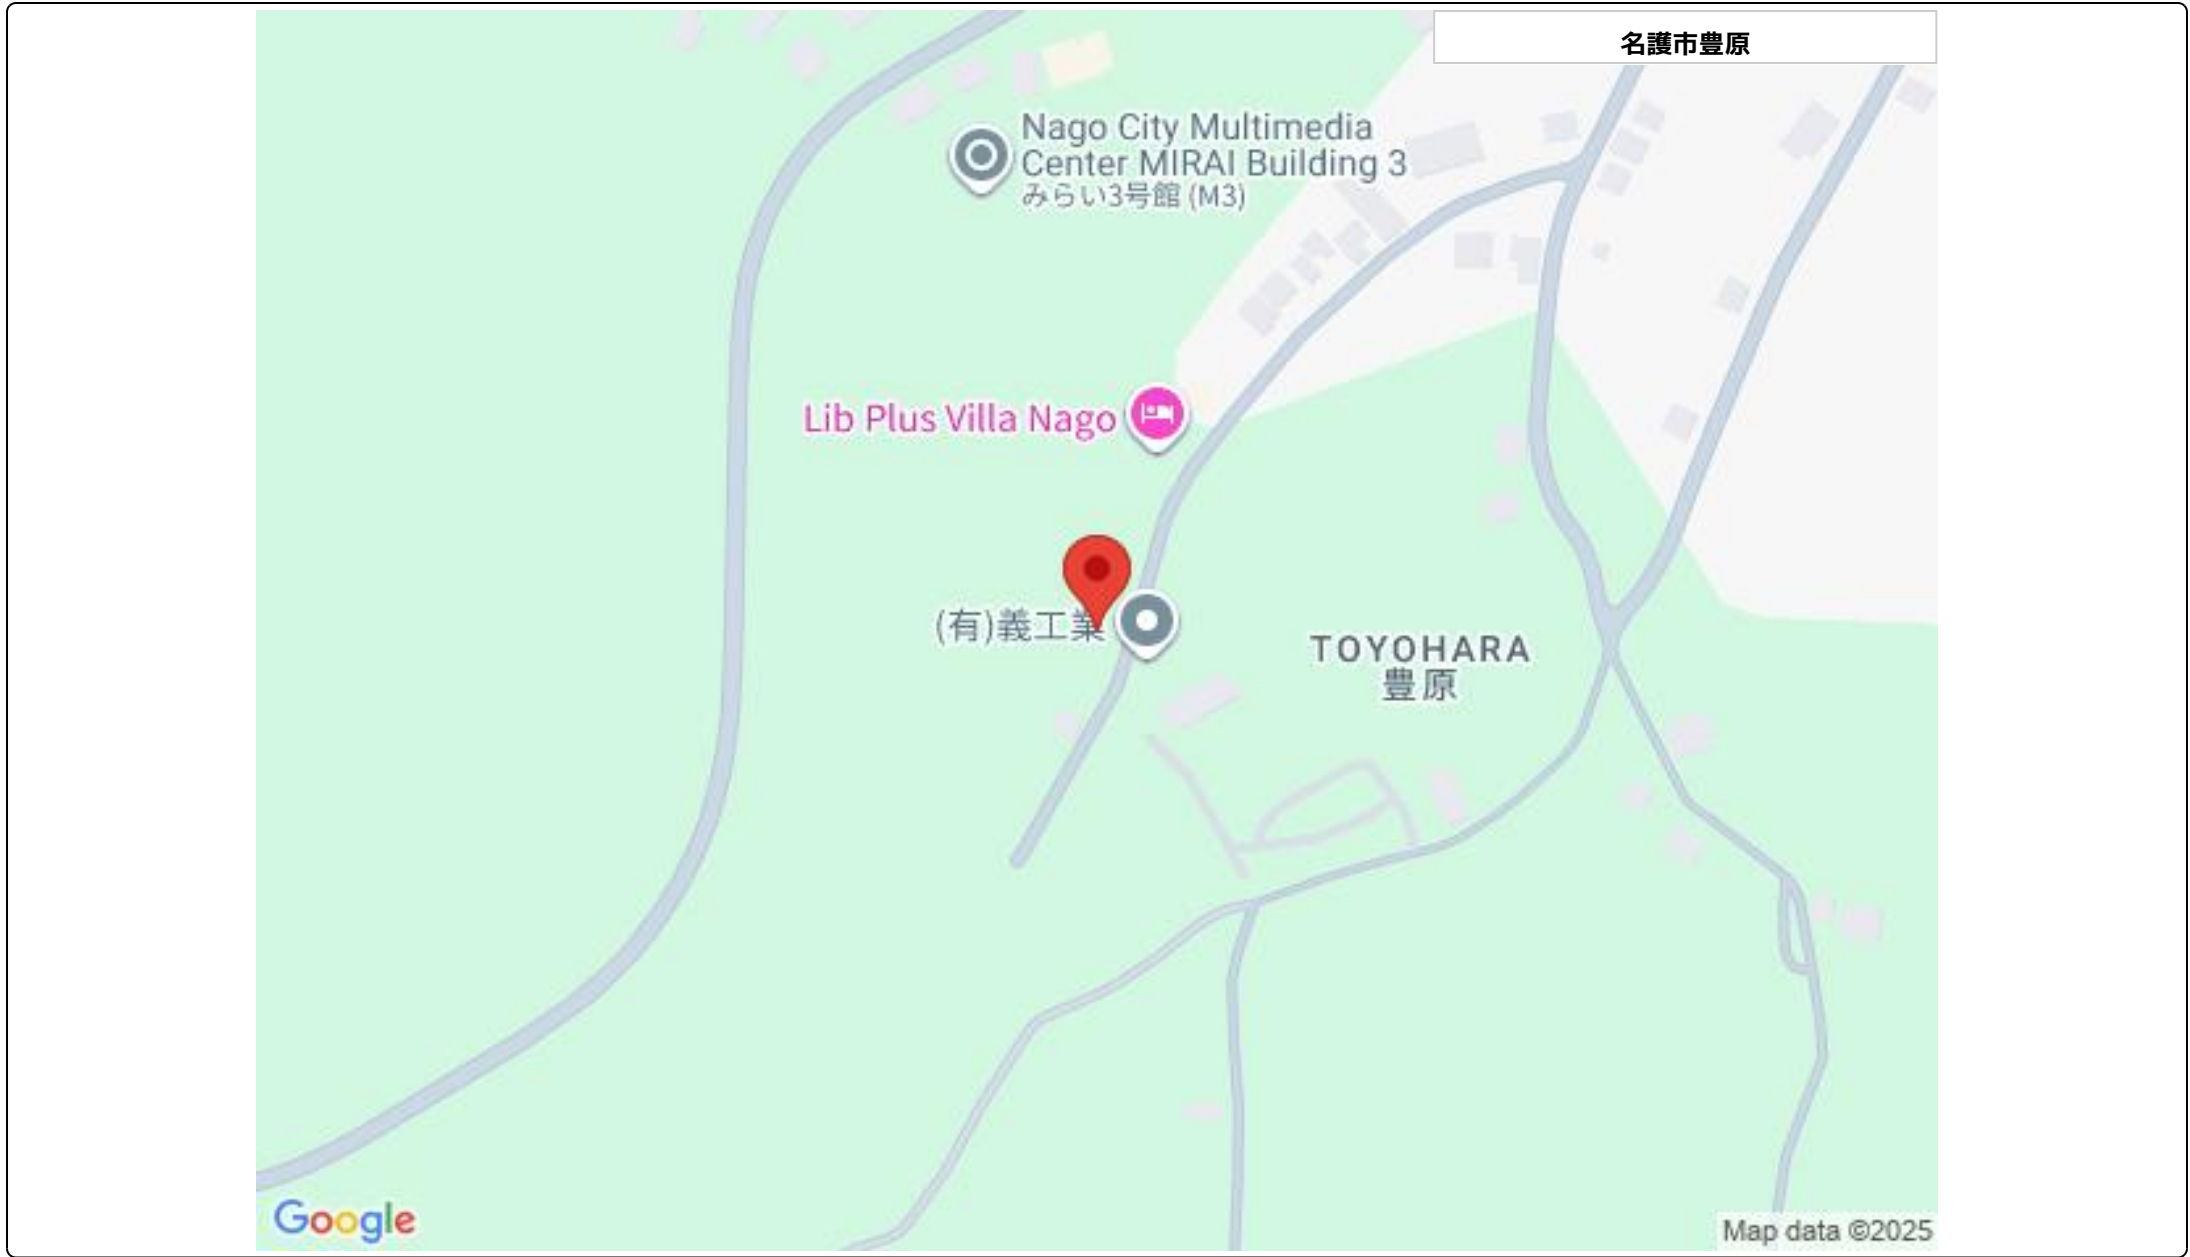 名護市豊原
Nago City Multimedia
Center MIRAI Building 3
みらい3号館 (M3)
Lib Plus Villa Nago
(有)義工業
TOYOHARA
豊原
Google
Map data ©2025